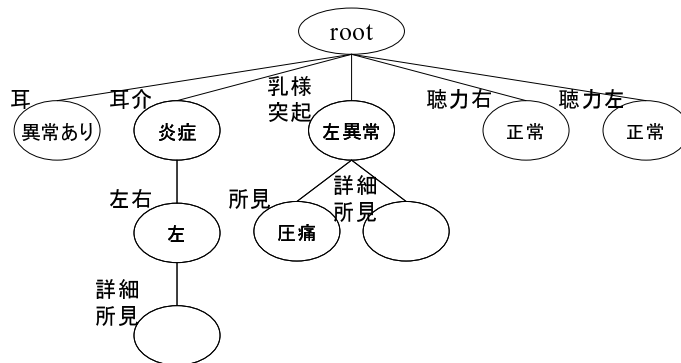 root
耳
異常あり
耳介
炎症
乳様
突起
左異常
聴力右
正常
聴力左
正常
左右
左
所見
圧痛
詳細
所見
詳細
所見